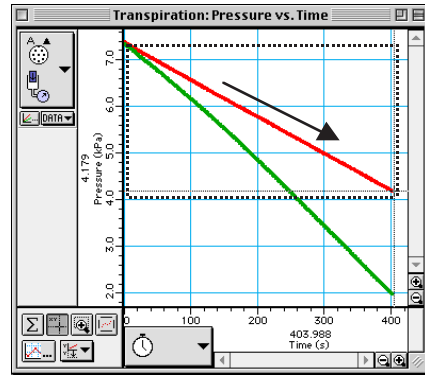 Transpiration: Pressure vs. Time
A
DATA
7.0
6.0
5.0
4.0
3.0
2.0
4.179
Pressure (kPa)
0
100
200
300
400
403.988
Time (s)
Σ